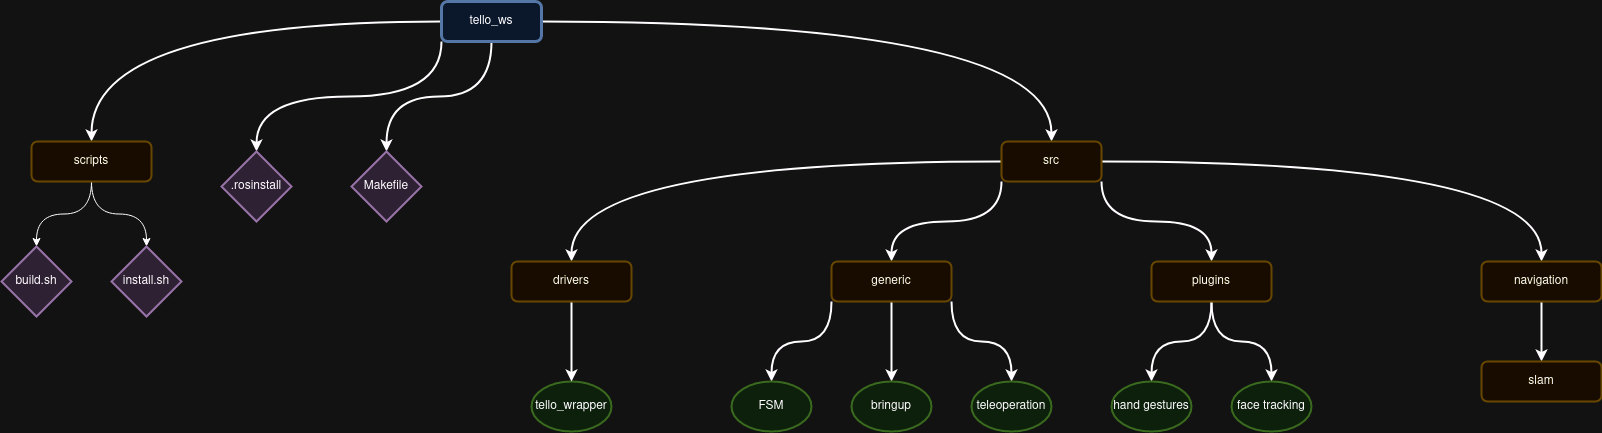 tello_ws
scripts
src
.rosinstall
Makefile
build.sh
install.sh
drivers
generic
plugins
navigation
slam
tello_wrapper
FSM
bringup
teleoperation
hand gestures
face tracking